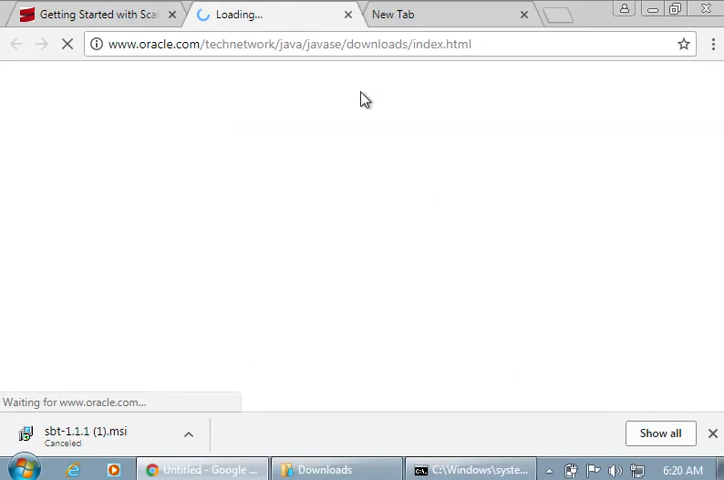 Getting Started with Scal
Loading...
New Tab
www.oracle.com/technetwork/java/javase/downloads/index.html
Waiting for www.oracle.com...
sbt-1.1.1 (1).msi
Canceled
Show all
Untitled - Google ...
Downloads
C:\Windows\syste...
6:20 AM